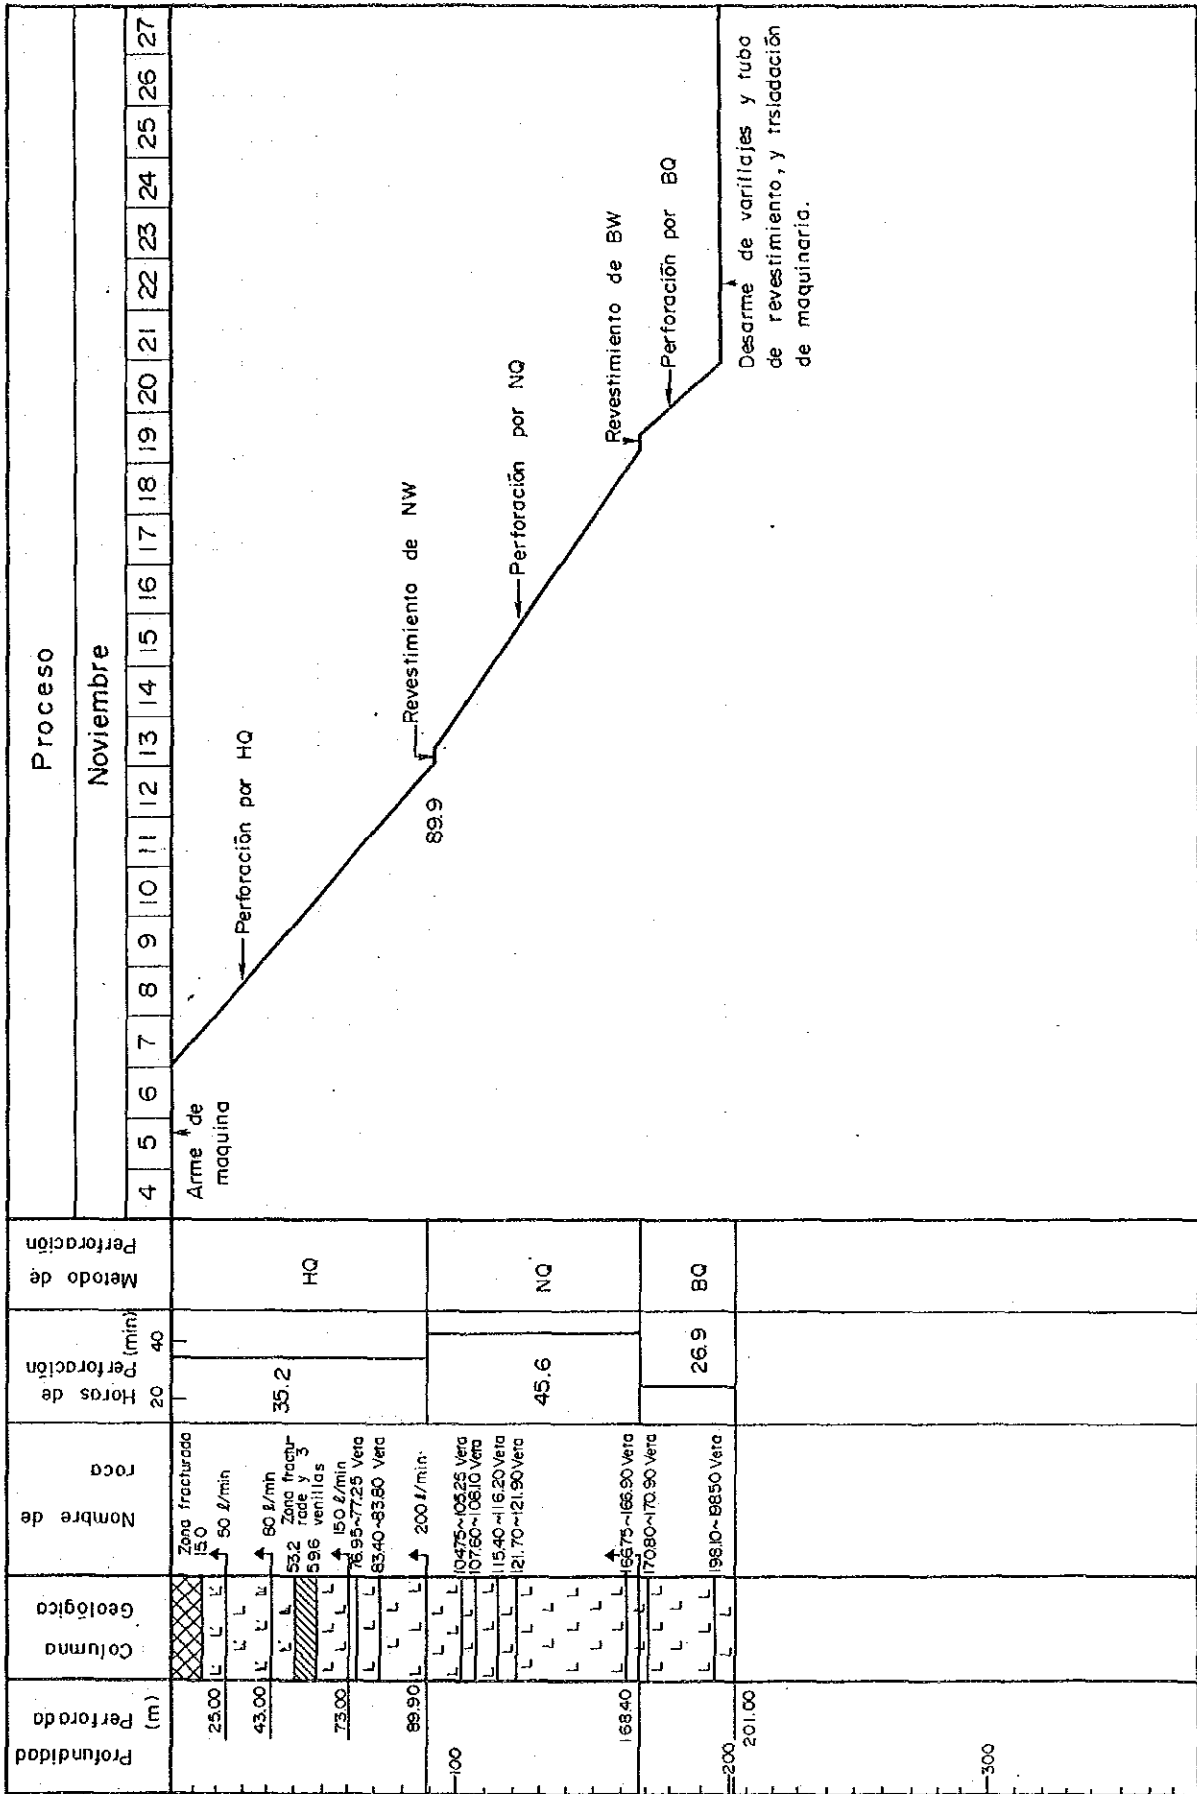 Profundidad
Perforada
(m)
Columna
Geológica
Nombre de
roca
Horas de
Perforación
(min)
20
40
Metodo de
Perforación
Proceso
Noviembre
4 5 6 7 8 9 10 11 12 13 14 15 16 17 18 19 20 21 22 23 24 25 26 27
25.00
43.00
73.00
89.90
100
168.40
200
201.00
300
Zona fracturada
15.0
50 ℓ/min
80 ℓ/min
53.2 Zona fractu-
rade y 3
59.6 venillas
150 ℓ/min
76.95~77.25 Veta
83.40~83.80 Veta
200 ℓ/min.
104.75~105.25 Veta
107.60~108.10 Veta
115.40~116.20 Veta
121.70~121.90 Veta
166.75~166.90 Veta
170.80~170.90 Veta
198.10~198.50 Veta
35.2
45.6
26.9
HQ
NQ
BQ
Arme de
maquina
Perforación por HQ
89.9
Revestimiento de NW
Perforación por NQ
Revestimiento de BW
Perforación por BQ
Desarme de varillajes y tubo
de revestimiento, y trsladación
de maquinaria.